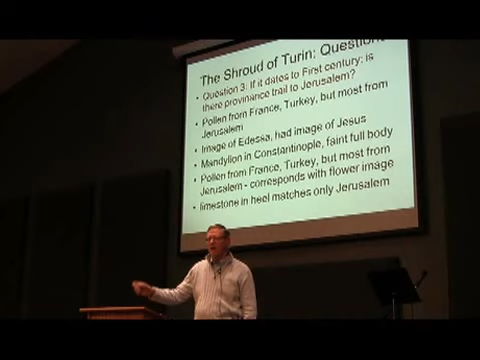 The Shroud of Turin: Question
• Question 3: If it dates to First century: is
there provinance trail to Jerusalem?
• Pollen from France, Turkey, but most from
Jerusalem
• Image of Edessa, had image of Jesus
• Mandylion in Constantinople, faint full body
• Pollen from France, Turkey, but most from
Jerusalem - corresponds with flower image
• limestone in heel matches only Jerusalem